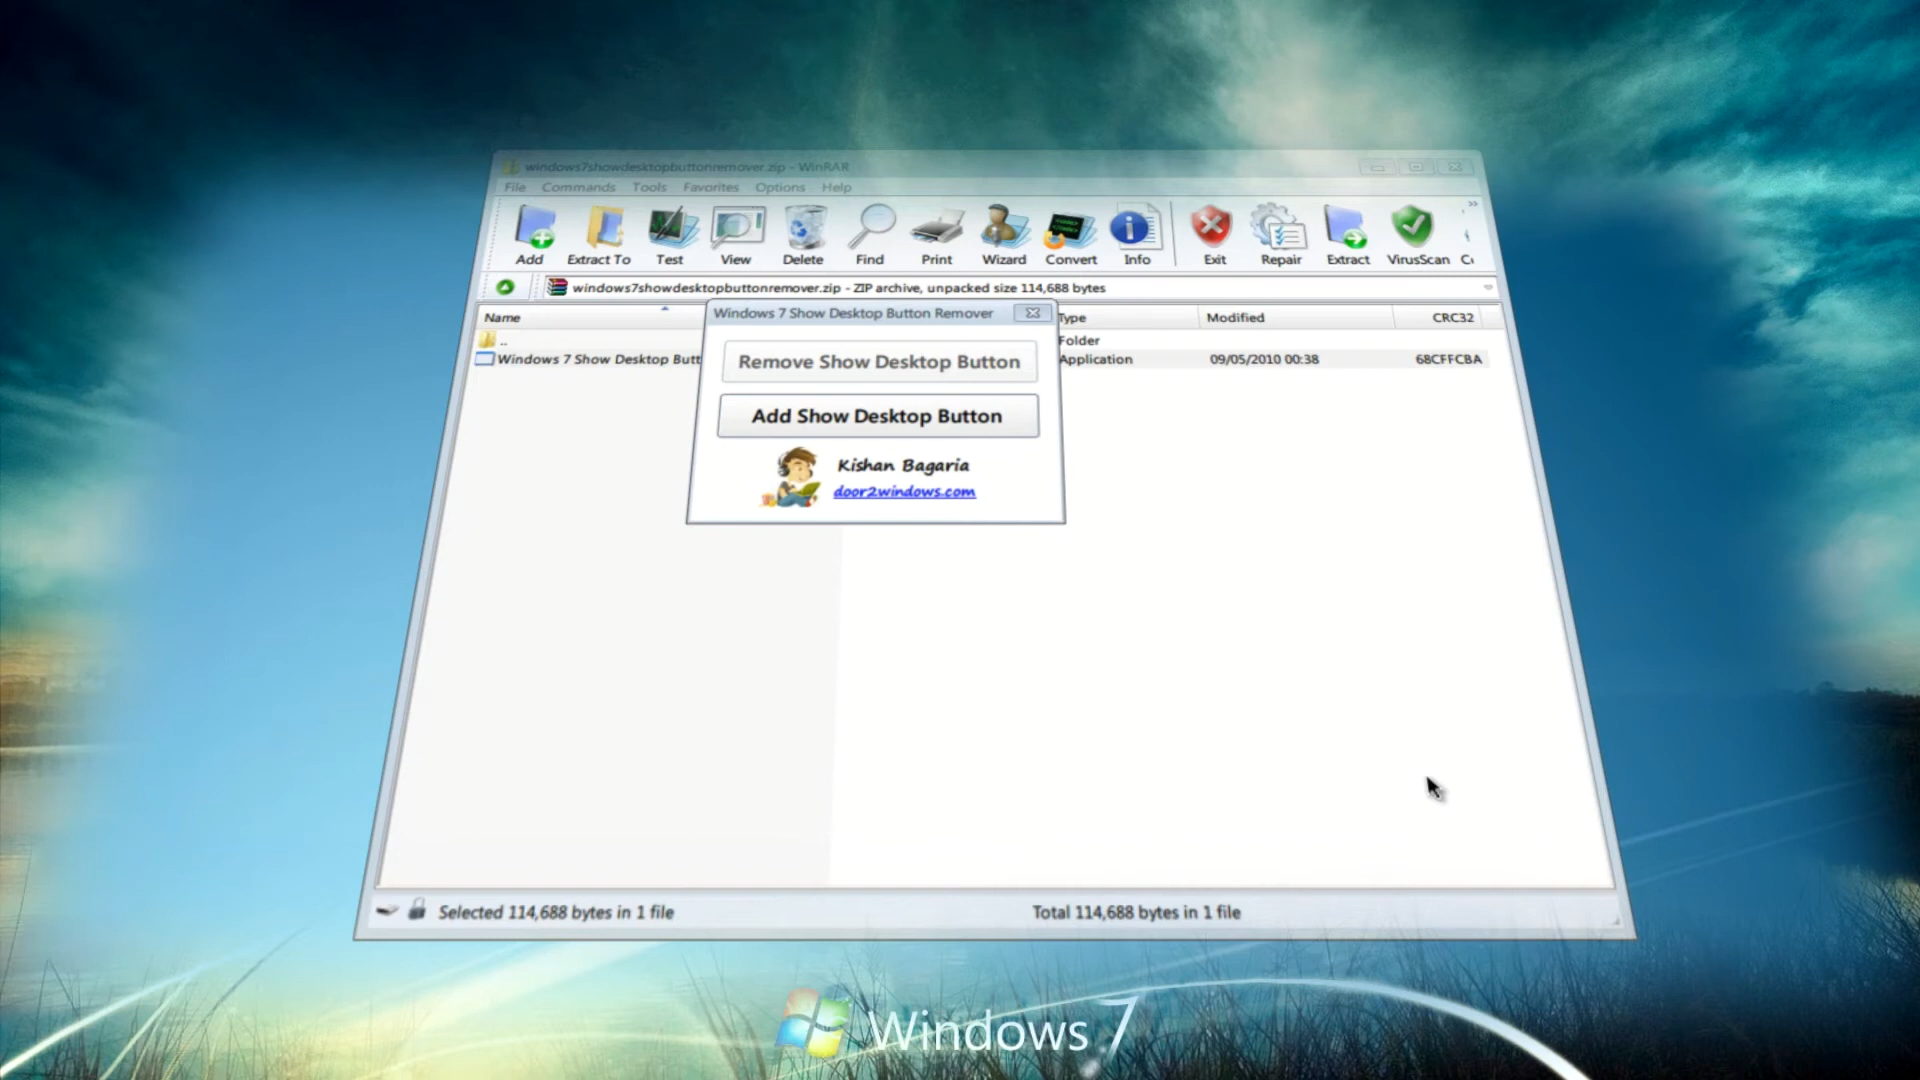 windows7showdesktopbuttonremover.zip - WinRAR
File Commands Tools Favorites Options Help
Add Extract To Test View Delete Find Print Wizard Convert Info Exit Repair Extract VirusScan
windows7showdesktopbuttonremover.zip - ZIP archive, unpacked size 114,688 bytes
Name Type Modified CRC32
.. Folder
Windows 7 Show Desktop Butt Application 09/05/2010 00:38 68CFFCBA
Windows 7 Show Desktop Button Remover
Remove Show Desktop Button
Add Show Desktop Button
Kishan Bagaria
door2windows.com
Selected 114,688 bytes in 1 file Total 114,688 bytes in 1 file
Windows 7